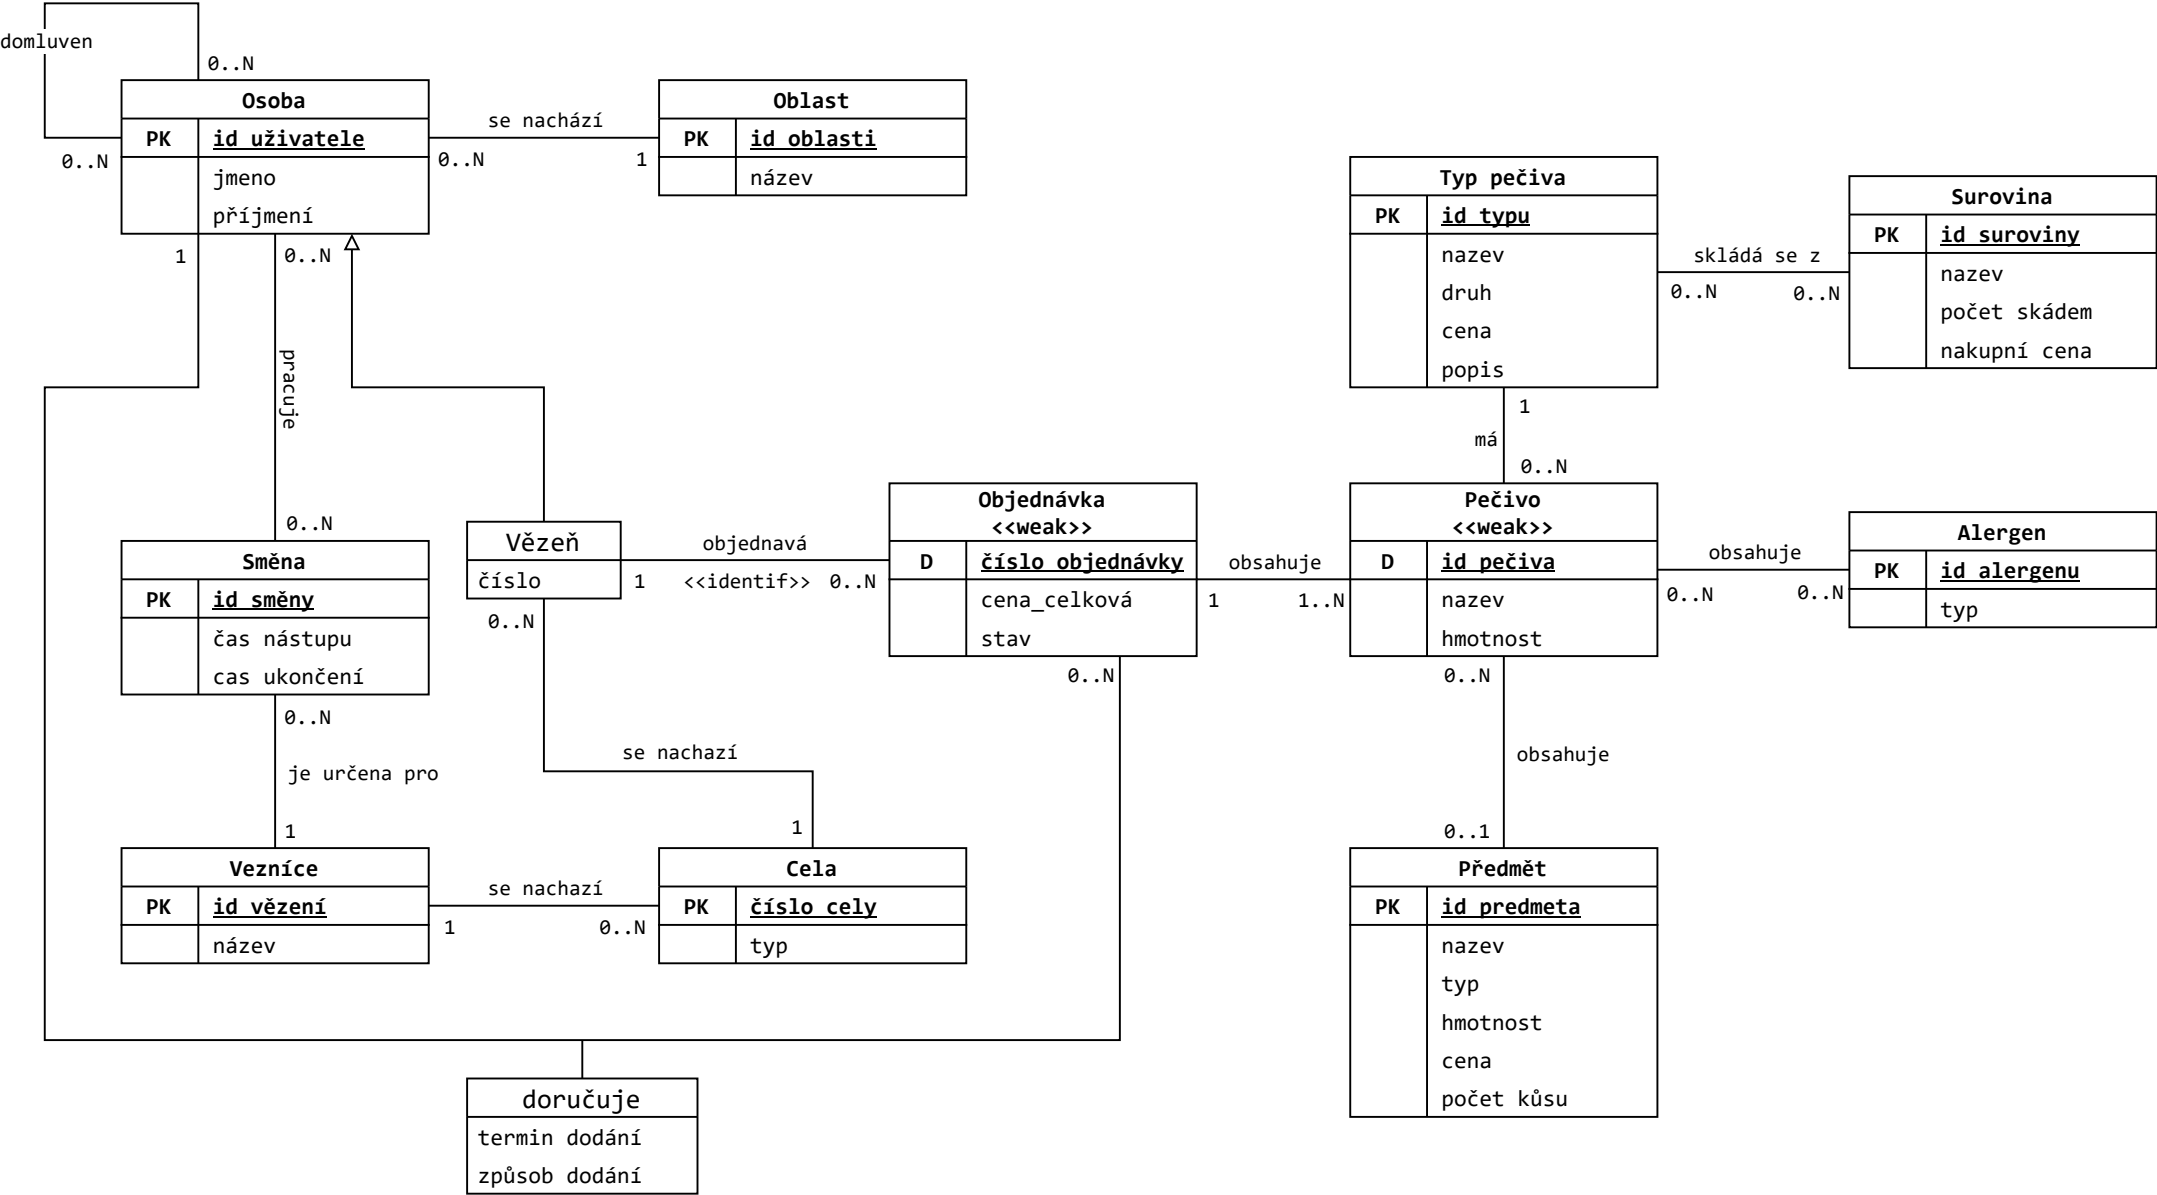 domluven
0..N
0..N
Osoba
PK
id uživatele
jmeno
příjmení
se nachází
0..N
1
Oblast
PK
id oblasti
název
1
0..N
pracuje
0..N
Směna
PK
id směny
čas nástupu
cas ukončení
0..N
je určena pro
1
Vezníce
PK
id vězení
název
se nachazí
1
0..N
Cela
PK
číslo cely
typ
Vězeň
číslo
0..N
se nachazí
1
objednavá
1
<<identif>>
0..N
Objednávka
<<weak>>
D
číslo objednávky
cena_celková
stav
0..N
obsahuje
1
1..N
Typ pečiva
PK
id typu
nazev
druh
cena
popis
skládá se z
0..N
0..N
Surovina
PK
id suroviny
nazev
počet skádem
nakupní cena
1
má
0..N
Pečivo
<<weak>>
D
id pečiva
nazev
hmotnost
obsahuje
0..N
0..N
Alergen
PK
id alergenu
typ
0..N
obsahuje
0..1
Předmět
PK
id predmeta
nazev
typ
hmotnost
cena
počet kůsu
doručuje
termin dodání
způsob dodání